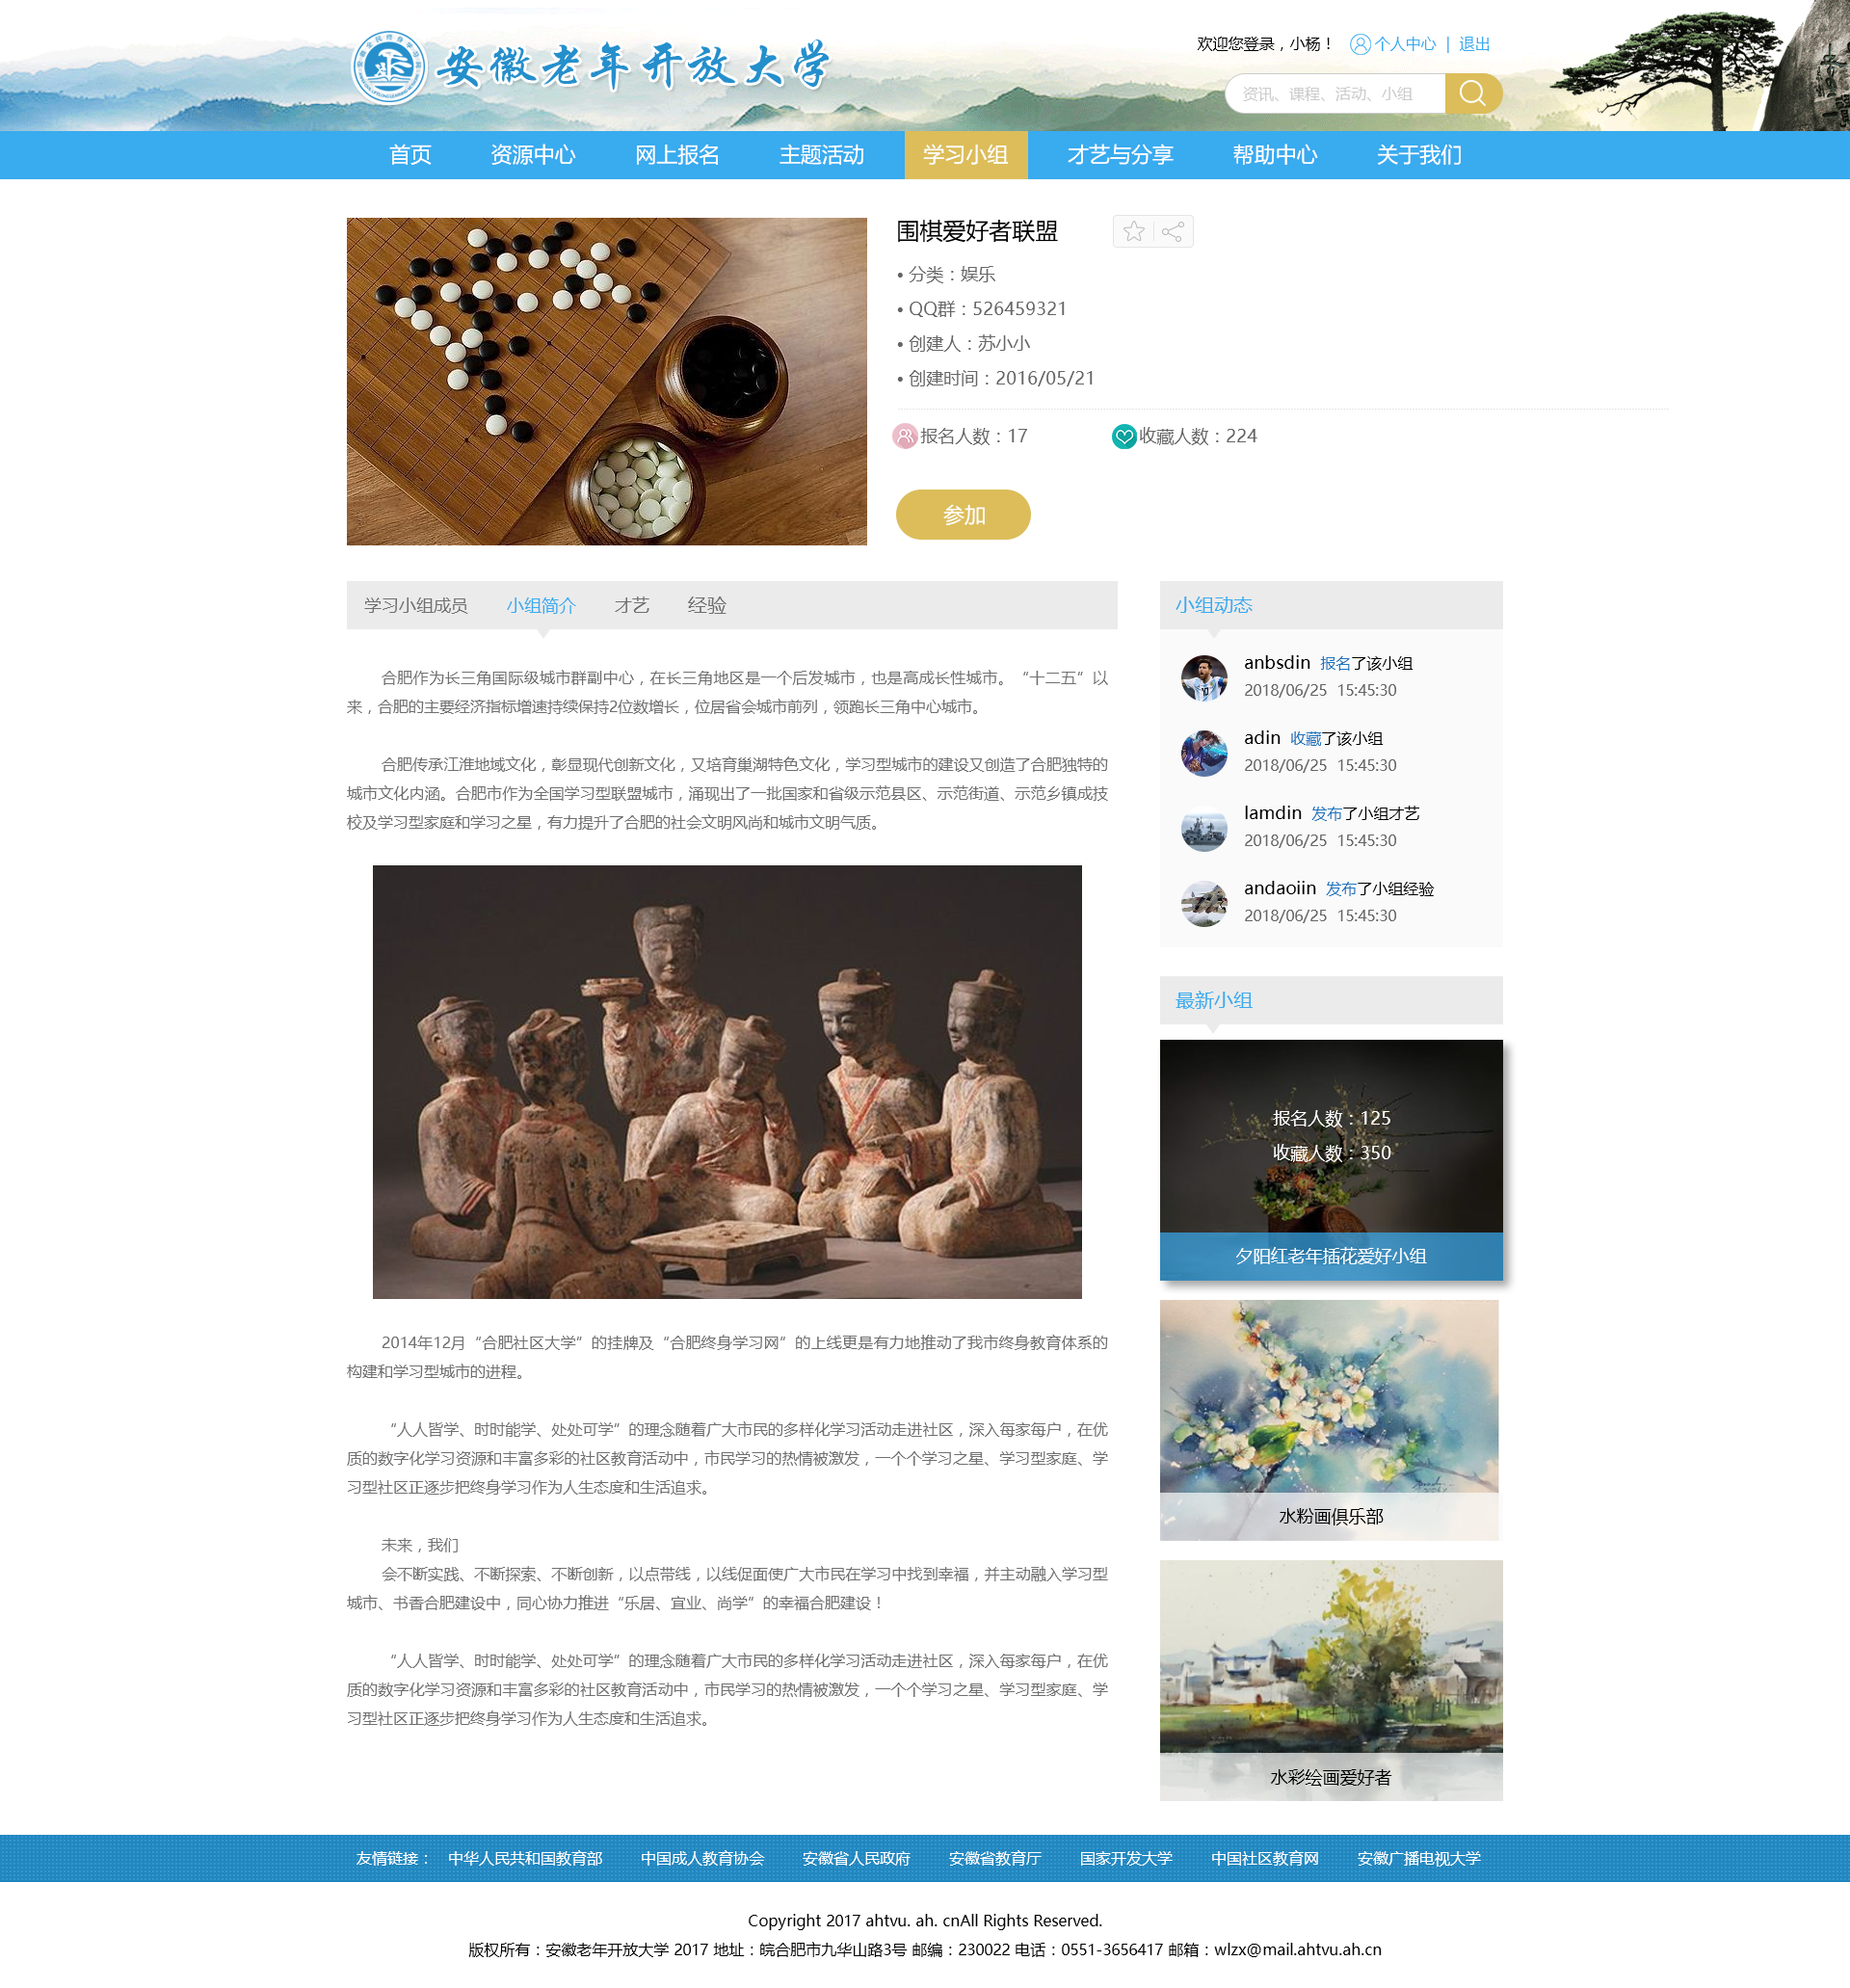 安徽老年开放大学
欢迎您登录，小杨！ 个人中心 | 退出
资讯、课程、活动、小组
首页 资源中心 网上报名 主题活动 学习小组 才艺与分享 帮助中心 关于我们
围棋爱好者联盟
• 分类：娱乐
• QQ群：526459321
• 创建人：苏小小
• 创建时间：2016/05/21
报名人数：17 收藏人数：224
参加
学习小组成员 小组简介 才艺 经验
合肥作为长三角国际级城市群副中心，在长三角地区是一个后发城市，也是高成长性城市。“十二五”以
来，合肥的主要经济指标增速持续保持2位数增长，位居省会城市前列，领跑长三角中心城市。
合肥传承江淮地域文化，彰显现代创新文化，又培育巢湖特色文化，学习型城市的建设又创造了合肥独特的
城市文化内涵。合肥市作为全国学习型联盟城市，涌现出了一批国家和省级示范县区、示范街道、示范乡镇成技
校及学习型家庭和学习之星，有力提升了合肥的社会文明风尚和城市文明气质。
2014年12月“合肥社区大学”的挂牌及“合肥终身学习网”的上线更是有力地推动了我市终身教育体系的
构建和学习型城市的进程。
“人人皆学、时时能学、处处可学”的理念随着广大市民的多样化学习活动走进社区，深入每家每户，在优
质的数字化学习资源和丰富多彩的社区教育活动中，市民学习的热情被激发，一个个学习之星、学习型家庭、学
习型社区正逐步把终身学习作为人生态度和生活追求。
未来，我们
会不断实践、不断探索、不断创新，以点带线，以线促面使广大市民在学习中找到幸福，并主动融入学习型
城市、书香合肥建设中，同心协力推进“乐居、宜业、尚学”的幸福合肥建设！
“人人皆学、时时能学、处处可学”的理念随着广大市民的多样化学习活动走进社区，深入每家每户，在优
质的数字化学习资源和丰富多彩的社区教育活动中，市民学习的热情被激发，一个个学习之星、学习型家庭、学
习型社区正逐步把终身学习作为人生态度和生活追求。
小组动态
anbsdin 报名了该小组
2018/06/25 15:45:30
adin 收藏了该小组
2018/06/25 15:45:30
lamdin 发布了小组才艺
2018/06/25 15:45:30
andaoiin 发布了小组经验
2018/06/25 15:45:30
最新小组
报名人数：125
收藏人数：350
夕阳红老年插花爱好小组
水粉画俱乐部
水彩绘画爱好者
友情链接： 中华人民共和国教育部 中国成人教育协会 安徽省人民政府 安徽省教育厅 国家开发大学 中国社区教育网 安徽广播电视大学
Copyright 2017 ahtvu. ah. cnAll Rights Reserved.
版权所有：安徽老年开放大学 2017 地址：皖合肥市九华山路3号 邮编：230022 电话：0551-3656417 邮箱：wlzx@mail.ahtvu.ah.cn